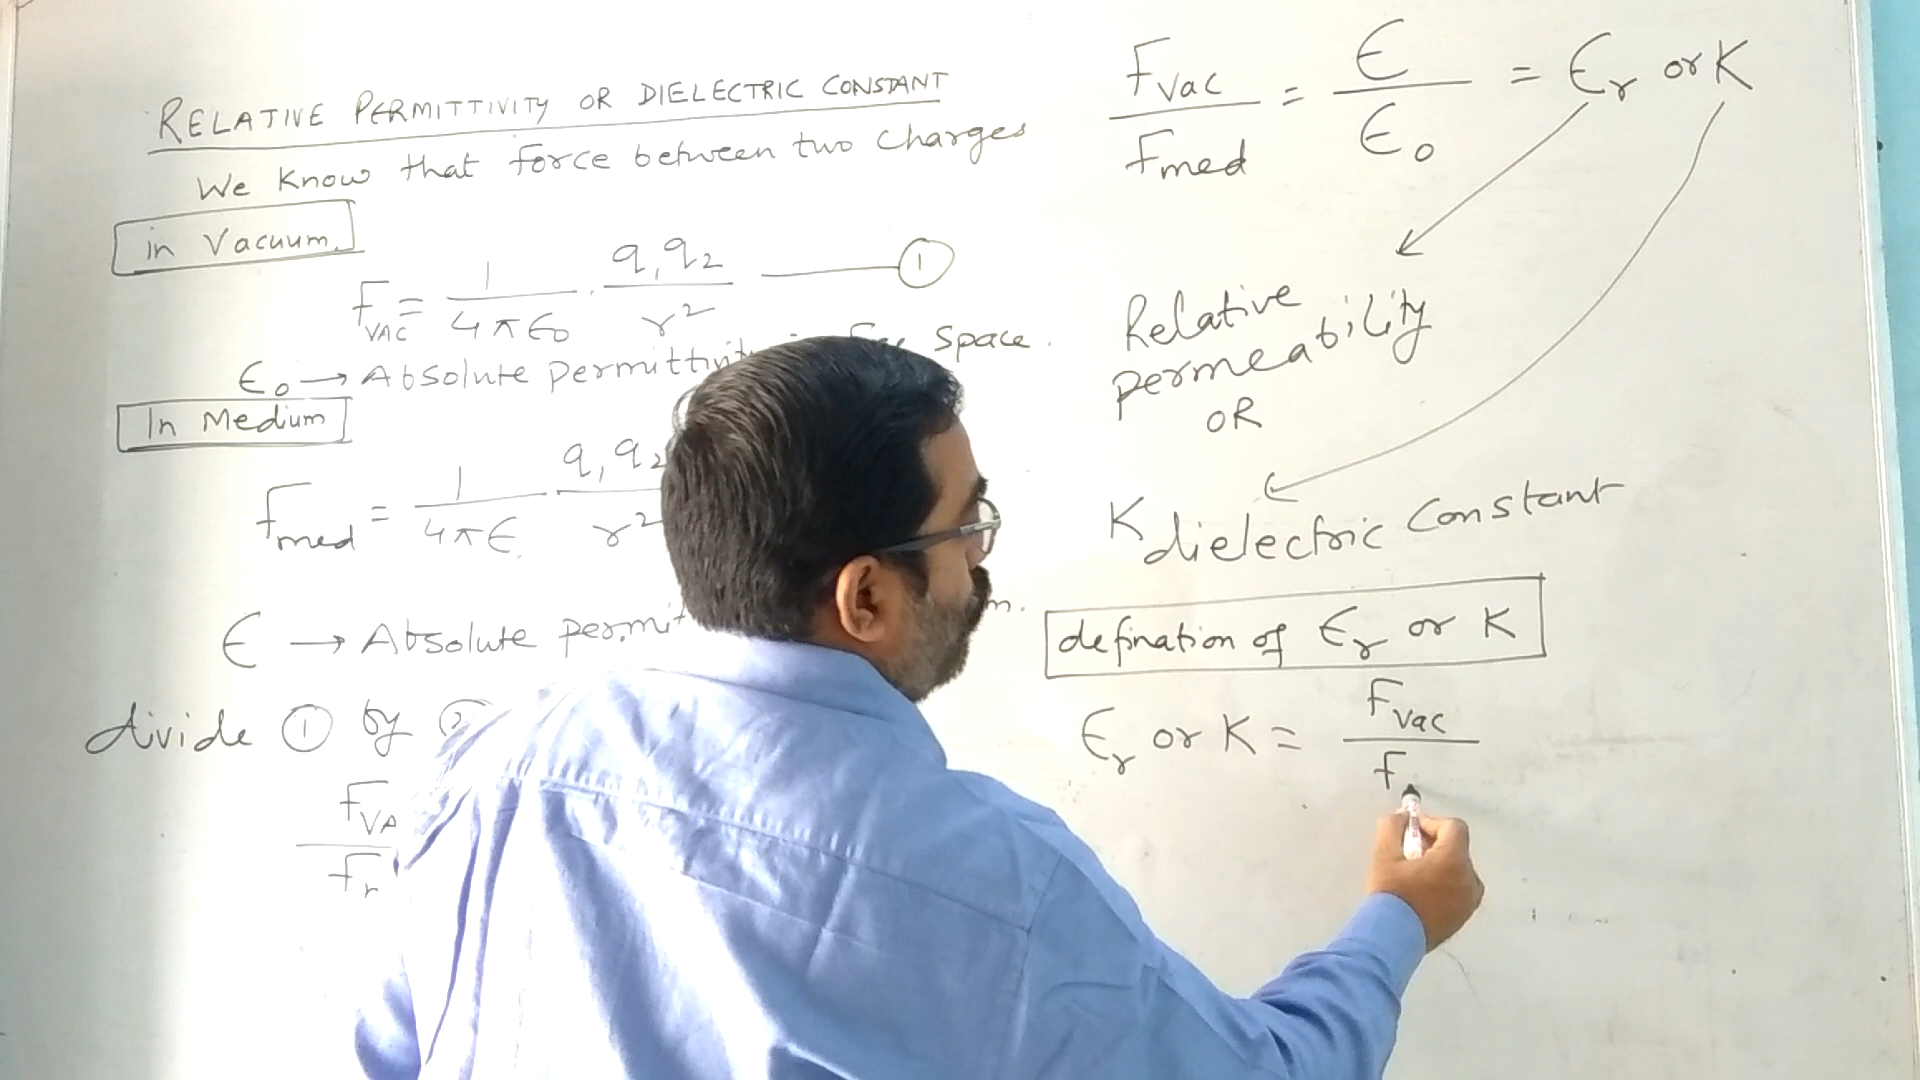 RELATIVE PERMITTIVITY OR DIELECTRIC CONSTANT
We know that force between two charges
in Vacuum.
F_VAC = 1/4πε₀ . q₁q₂/r² ——— ①
ε₀ → Absolute permittivity space.
In Medium
F_med = 1/4πε q₁q₂/r²
ε → Absolute permit m.
divide ① by ②
F_VA
F
F_vac/F_med = ε/ε₀ = ε_r or K
Relative
permeability
OR
K dielectric constant
defination of ε_r or K
ε_r or K = F_vac/F